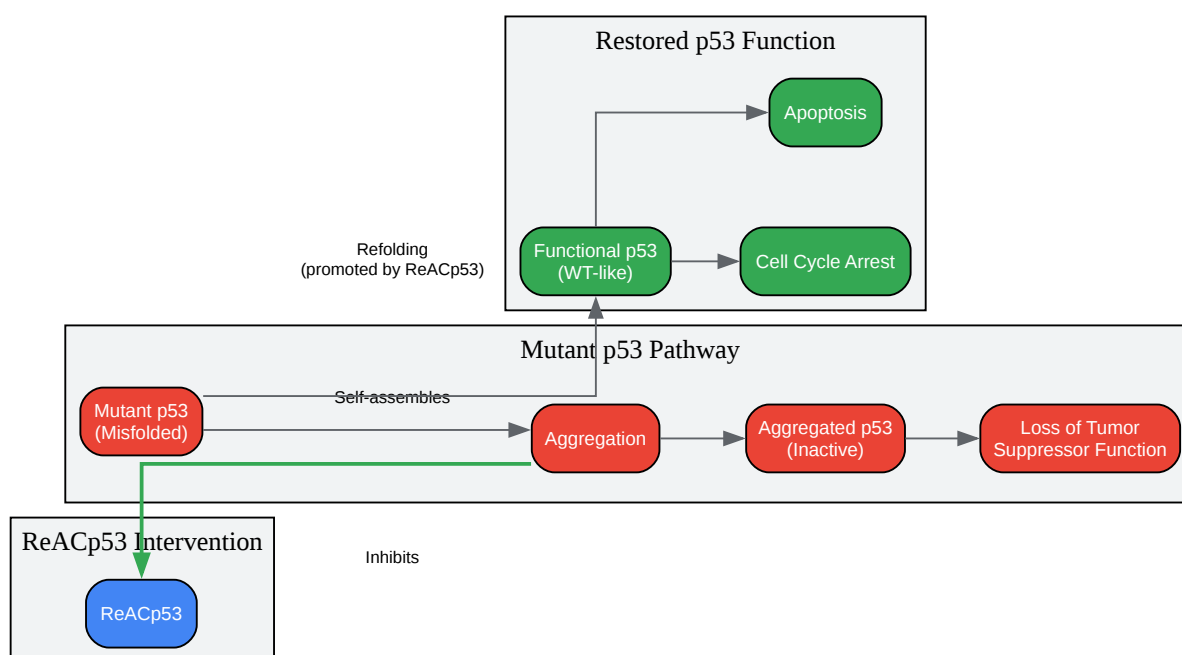 Restored p53 Function
Apoptosis
Refolding
(promoted by ReACp53)
Functional p53
(WT-like)
Cell Cycle Arrest
Mutant p53 Pathway
Mutant p53
(Misfolded)
Self-assembles
Aggregation
Aggregated p53
(Inactive)
Loss of Tumor
Suppressor Function
ReACp53 Intervention
Inhibits
ReACp53